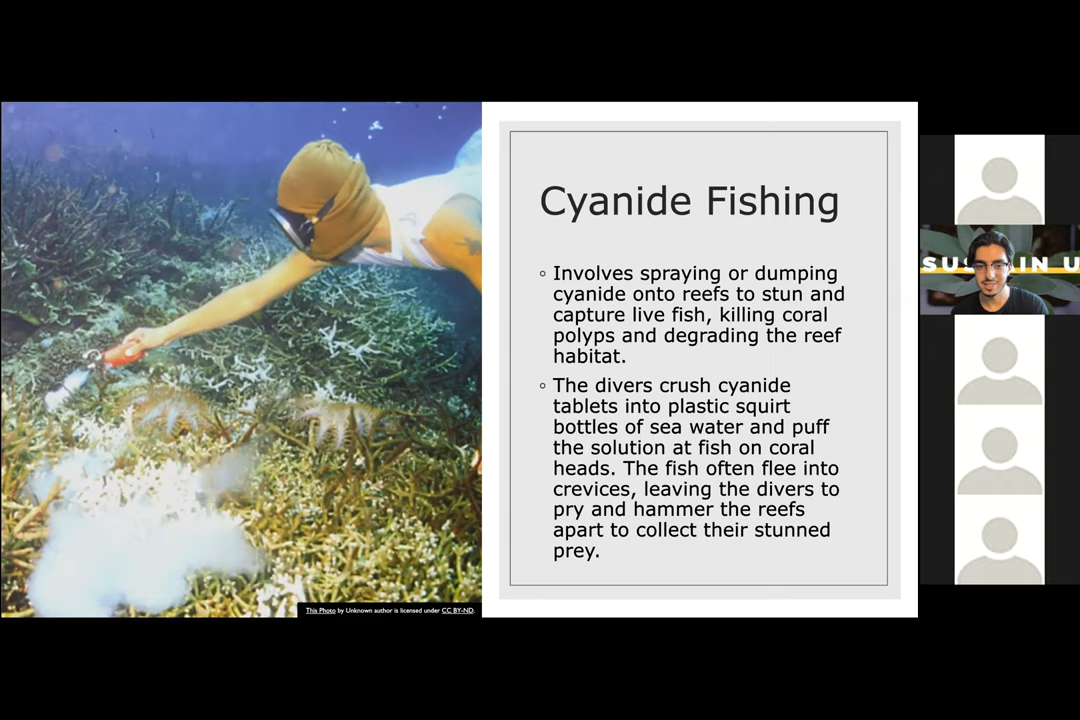 Cyanide Fishing
◦ Involves spraying or dumping
cyanide onto reefs to stun and
capture live fish, killing coral
polyps and degrading the reef
habitat.
◦ The divers crush cyanide
tablets into plastic squirt
bottles of sea water and puff
the solution at fish on coral
heads. The fish often flee into
crevices, leaving the divers to
pry and hammer the reefs
apart to collect their stunned
prey.
This Photo by Unknown author is licensed under CC BY-ND.